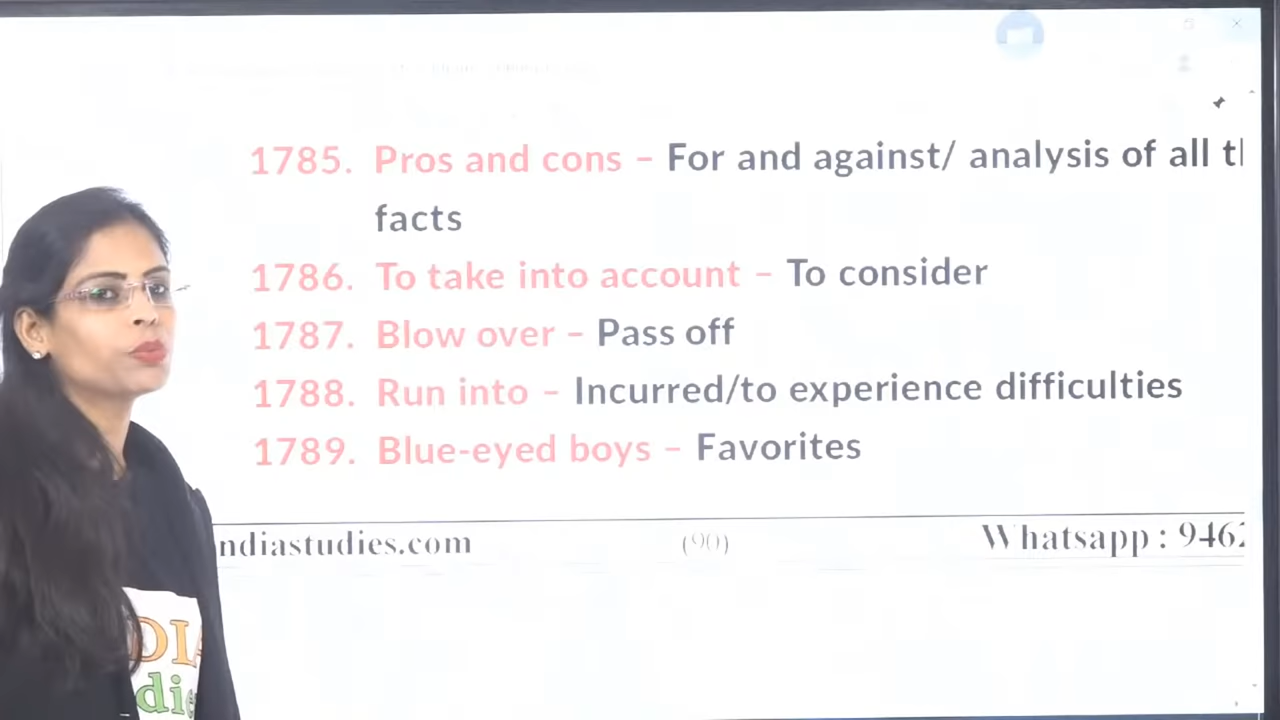 1785. Pros and cons – For and against/ analysis of all
facts
1786. To take into account – To consider
1787. Blow over – Pass off
1788. Run into – Incurred/to experience difficulties
1789. Blue-eyed boys – Favorites
ndiastudies.com (90) Whatsapp : 946
DIA
die